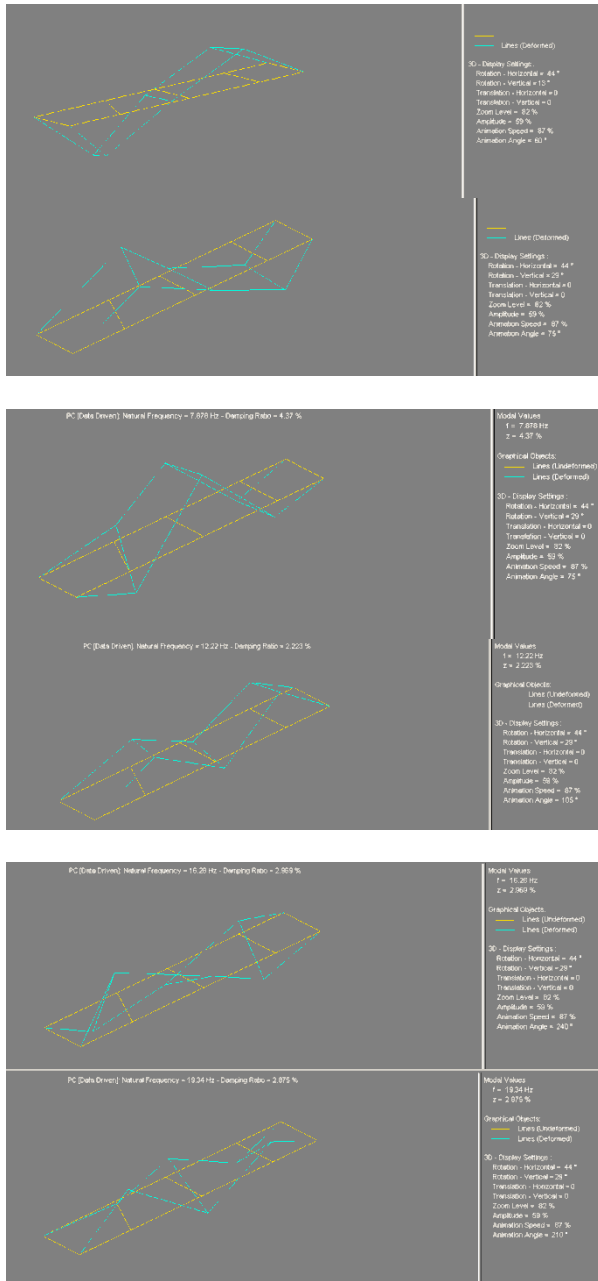 Lines (Deformed)
3D - Display Settings :
Rotation - Horizontal = 44 °
Rotation - Vertical = 13 °
Translation - Horizontal = 0
Translation - Vertical = 0
Zoom Level = 82 %
Amplitude = 59 %
Animation Speed = 87 %
Animation Angle = 60 °
Lines (Deformed)
3D - Display Settings :
Rotation - Horizontal = 44 °
Rotation - Vertical = 29 °
Translation - Horizontal = 0
Translation - Vertical = 0
Zoom Level = 82 %
Amplitude = 59 %
Animation Speed = 87 %
Animation Angle = 75 °
PC [Data Driven]: Natural Frequency = 7.878 Hz - Damping Ratio = 4.37 %
Modal Values
f = 7.878 Hz
z = 4.37 %
Graphical Objects:
Lines (Undeformed)
Lines (Deformed)
3D - Display Settings :
Rotation - Horizontal = 44 °
Rotation - Vertical = 29 °
Translation - Horizontal = 0
Translation - Vertical = 0
Zoom Level = 82 %
Amplitude = 59 %
Animation Speed = 87 %
Animation Angle = 75 °
PC [Data Driven]: Natural Frequency = 12.22 Hz - Damping Ratio = 2.223 %
Modal Values
f = 12.22 Hz
z = 2.223 %
Graphical Objects:
Lines (Undeformed)
Lines (Deformed)
3D - Display Settings :
Rotation - Horizontal = 44 °
Rotation - Vertical = 29 °
Translation - Horizontal = 0
Translation - Vertical = 0
Zoom Level = 82 %
Amplitude = 59 %
Animation Speed = 87 %
Animation Angle = 105 °
PC [Data Driven]: Natural Frequency = 16.28 Hz - Damping Ratio = 2.969 %
Modal Values
f = 16.28 Hz
z = 2.969 %
Graphical Objects:
Lines (Undeformed)
Lines (Deformed)
3D - Display Settings :
Rotation - Horizontal = 44 °
Rotation - Vertical = 29 °
Translation - Horizontal = 0
Translation - Vertical = 0
Zoom Level = 82 %
Amplitude = 59 %
Animation Speed = 87 %
Animation Angle = 240 °
PC [Data Driven]: Natural Frequency = 19.34 Hz - Damping Ratio = 2.875 %
Modal Values
f = 19.34 Hz
z = 2.875 %
Graphical Objects:
Lines (Undeformed)
Lines (Deformed)
3D - Display Settings :
Rotation - Horizontal = 44 °
Rotation - Vertical = 29 °
Translation - Horizontal = 0
Translation - Vertical = 0
Zoom Level = 82 %
Amplitude = 59 %
Animation Speed = 87 %
Animation Angle = 210 °